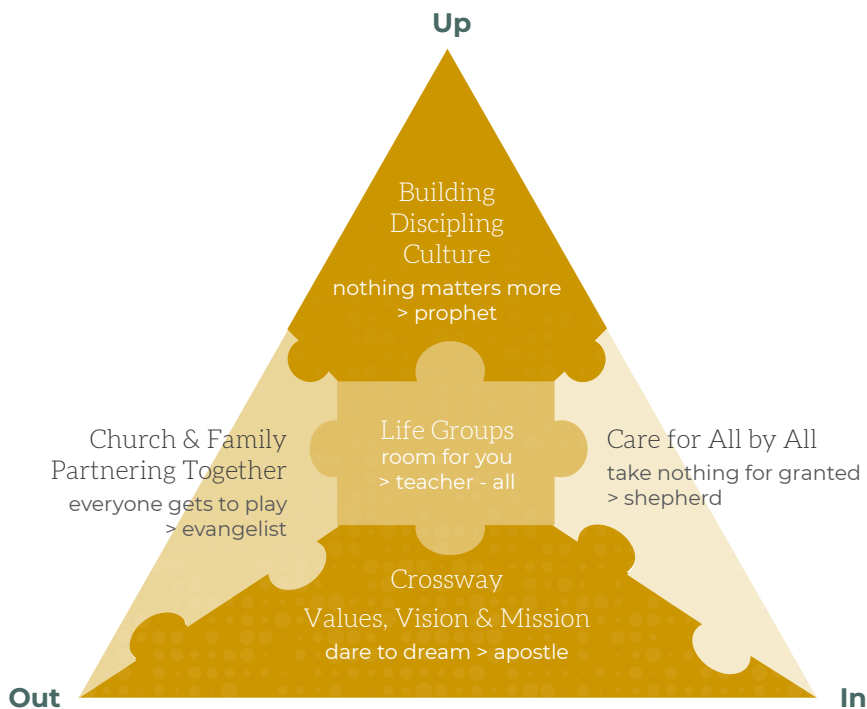 Up
Building
Discipling
Culture
nothing matters more
> prophet
Church & Family
Partnering Together
everyone gets to play
> evangelist
Life Groups
room for you
> teacher - all
Care for All by All
take nothing for granted
> shepherd
Crossway
Values, Vision & Mission
dare to dream > apostle
Out
In